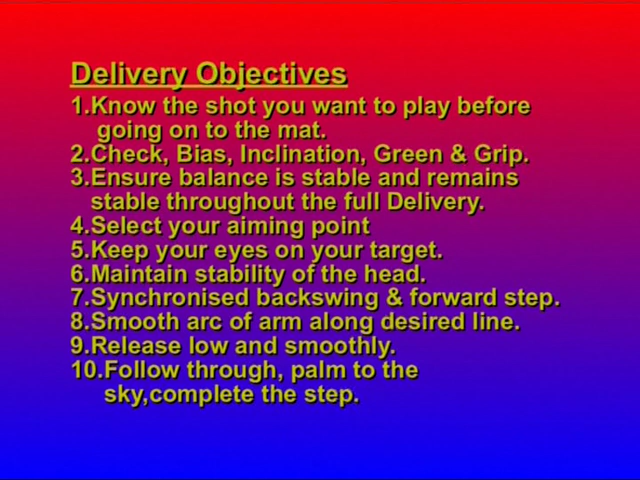 Delivery Objectives
1.Know the shot you want to play before
going on to the mat.
2.Check, Bias, Inclination, Green & Grip.
3.Ensure balance is stable and remains
stable throughout the full Delivery.
4.Select your aiming point
5.Keep your eyes on your target.
6.Maintain stability of the head.
7.Synchronised backswing & forward step.
8.Smooth arc of arm along desired line.
9.Release low and smoothly.
10.Follow through, palm to the
sky,complete the step.